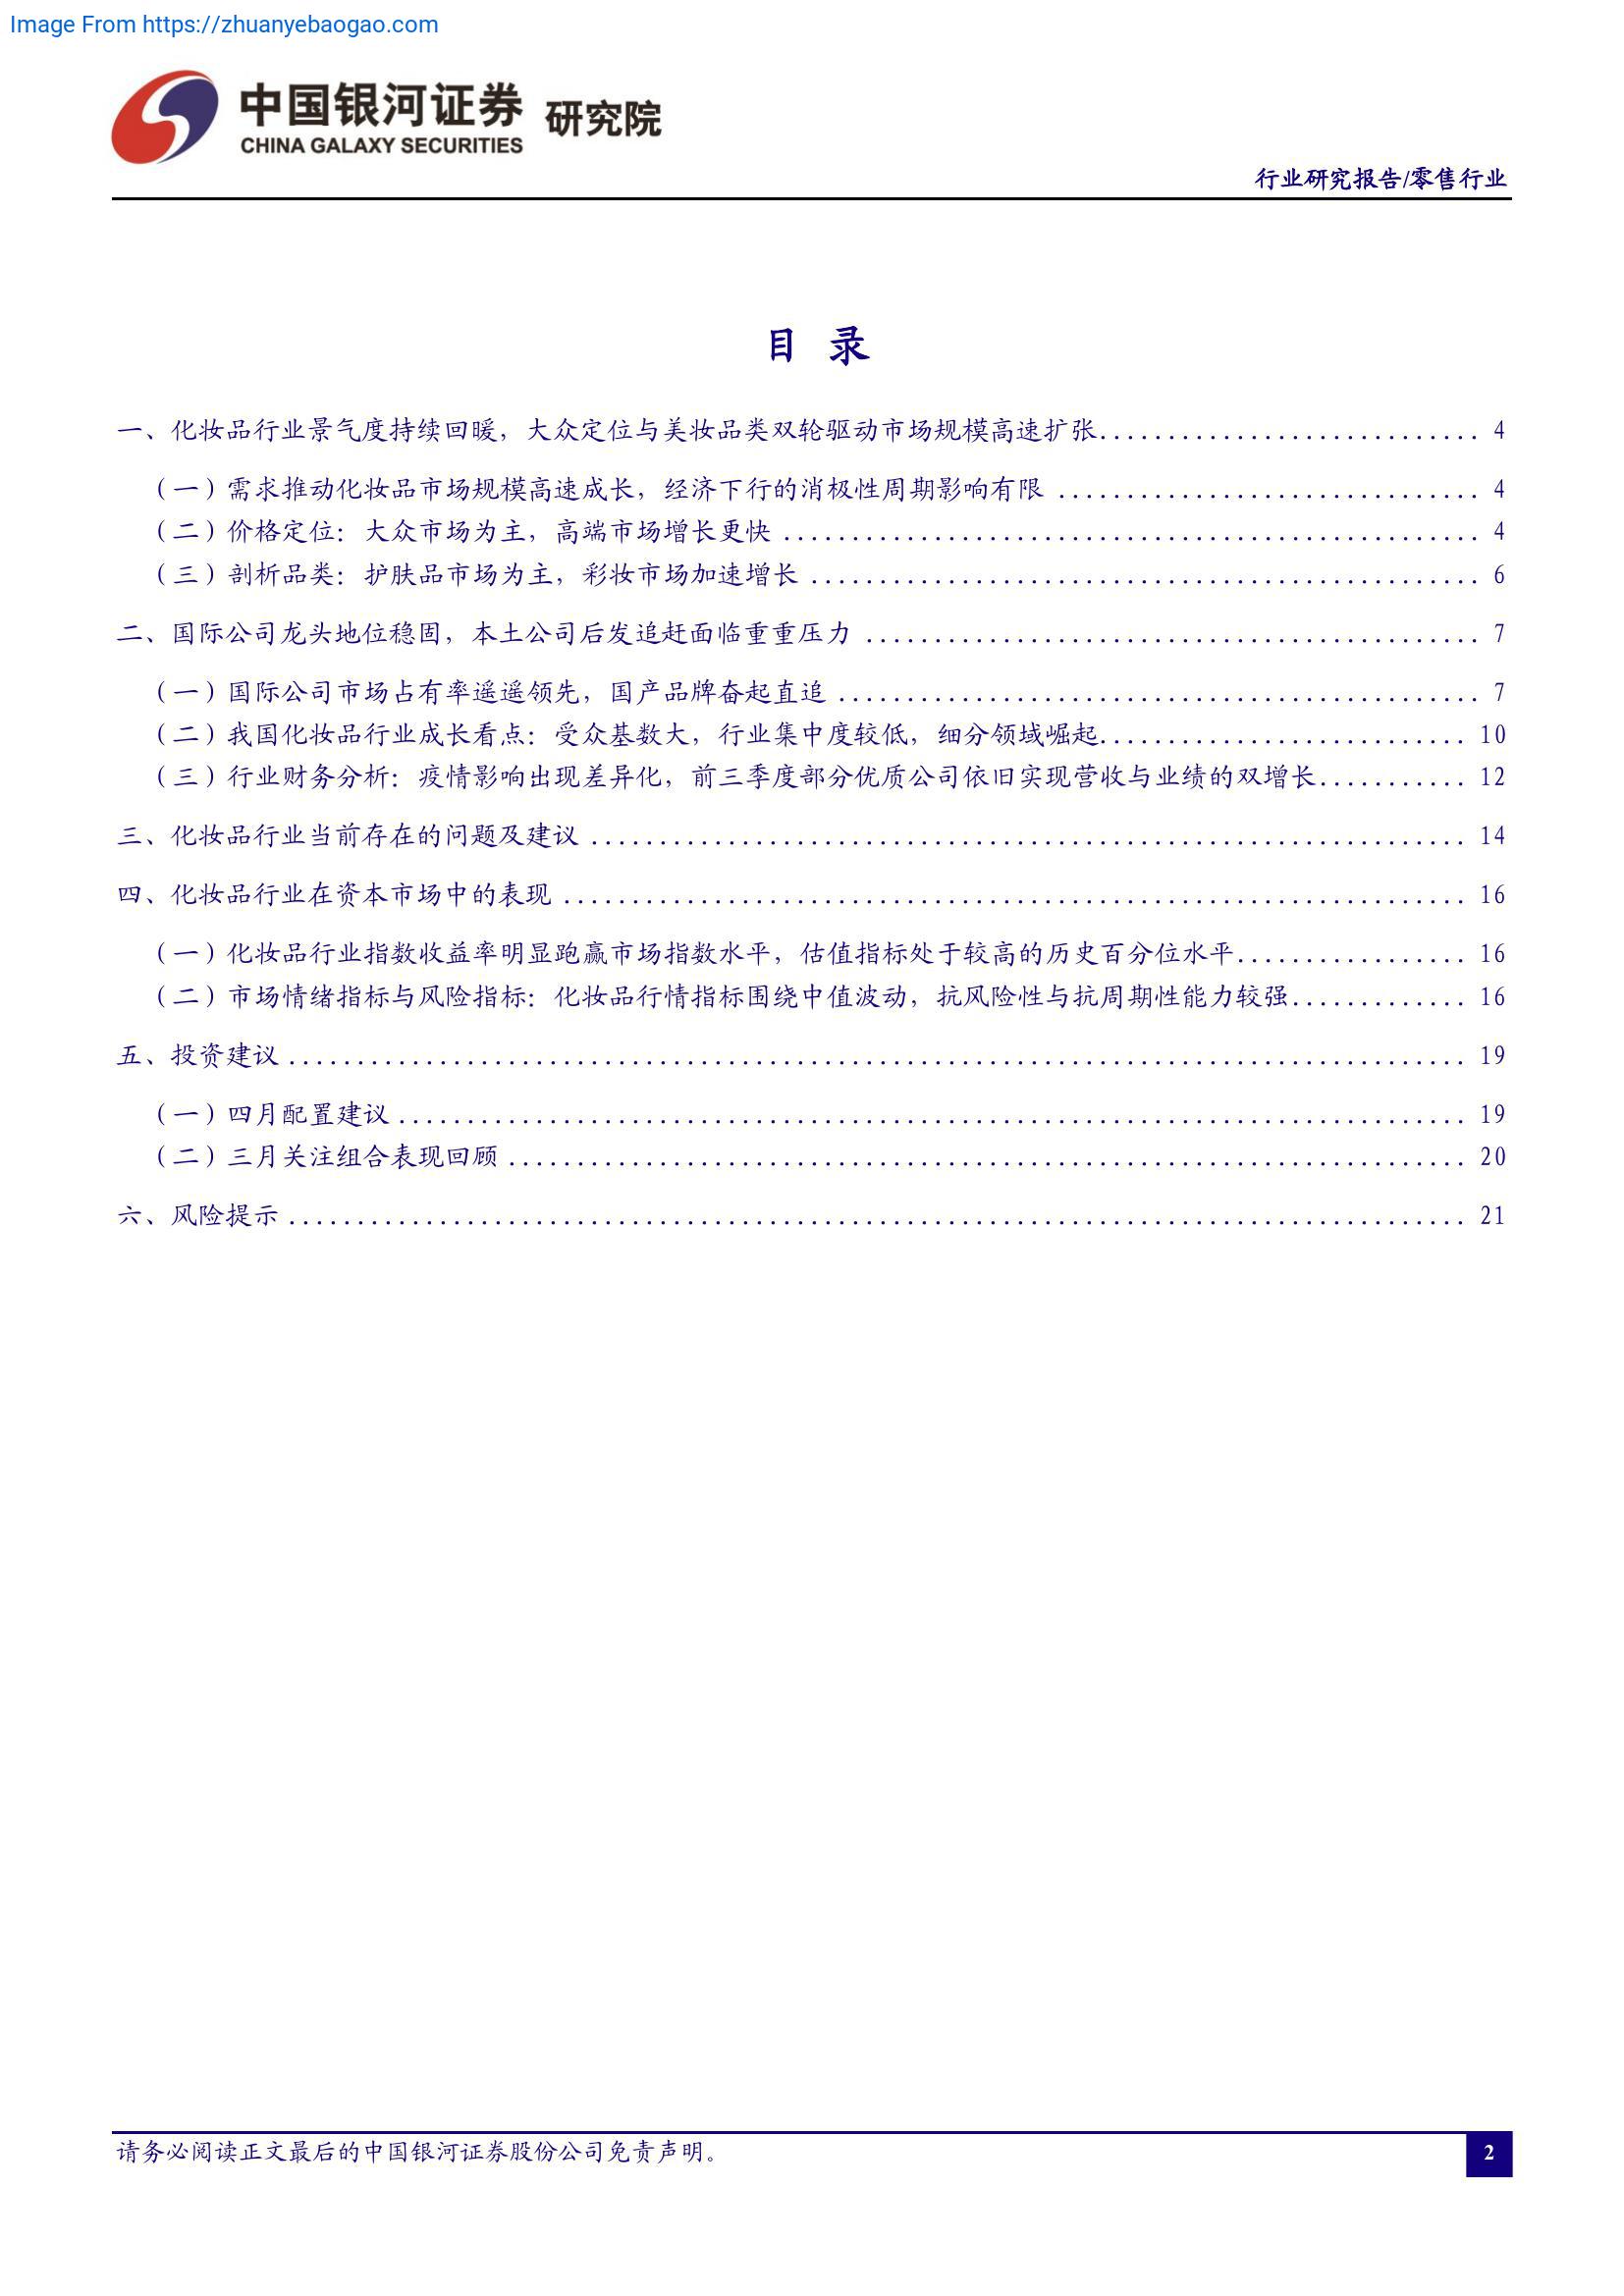 Image From https://zhuanyebaogao.com
中国银河证券 研究院
CHINA GALAXY SECURITIES
行业研究报告/零售行业
目 录
一、化妆品行业景气度持续回暖，大众定位与美妆品类双轮驱动市场规模高速扩张............................ 4
（一）需求推动化妆品市场规模高速成长，经济下行的消极性周期影响有限 ............................... 4
（二）价格定位：大众市场为主，高端市场增长更快 ................................................... 4
（三）剖析品类：护肤品市场为主，彩妆市场加速增长 ................................................. 6
二、国际公司龙头地位稳固，本土公司后发追赶面临重重压力 ............................................. 7
（一）国际公司市场占有率遥遥领先，国产品牌奋起直追 ............................................... 7
（二）我国化妆品行业成长看点：受众基数大，行业集中度较低，细分领域崛起........................... 10
（三）行业财务分析：疫情影响出现差异化，前三季度部分优质公司依旧实现营收与业绩的双增长........... 12
三、化妆品行业当前存在的问题及建议 ................................................................ 14
四、化妆品行业在资本市场中的表现 .................................................................. 16
（一）化妆品行业指数收益率明显跑赢市场指数水平，估值指标处于较高的历史百分位水平................. 16
（二）市场情绪指标与风险指标：化妆品行情指标围绕中值波动，抗风险性与抗周期性能力较强............. 16
五、投资建议 ...................................................................................... 19
（一）四月配置建议 .............................................................................. 19
（二）三月关注组合表现回顾 ...................................................................... 20
六、风险提示 ...................................................................................... 21
请务必阅读正文最后的中国银河证券股份公司免责声明。
2